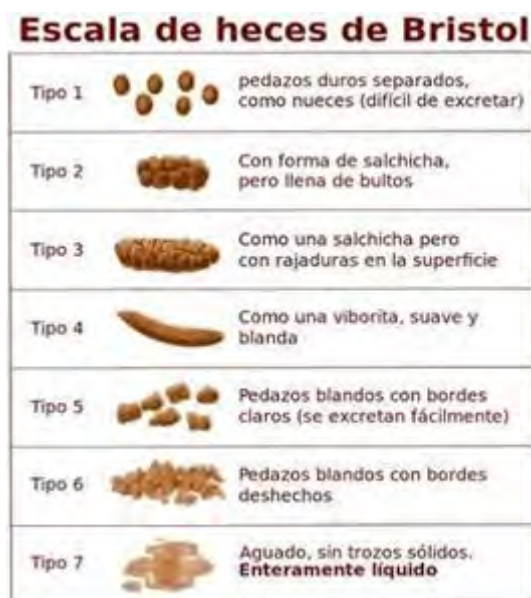 Escala de heces de Bristol
Tipo 1
pedazos duros separados,
como nueces (difícil de excretar)
Tipo 2
Con forma de salchicha,
pero llena de bultos
Tipo 3
Como una salchicha pero
con rajaduras en la superficie
Tipo 4
Como una viborita, suave y
blanda
Tipo 5
Pedazos blandos con bordes
claros (se excretan fácilmente)
Tipo 6
Pedazos blandos con bordes
deshechos
Tipo 7
Aguado, sin trozos sólidos.
Enteramente líquido